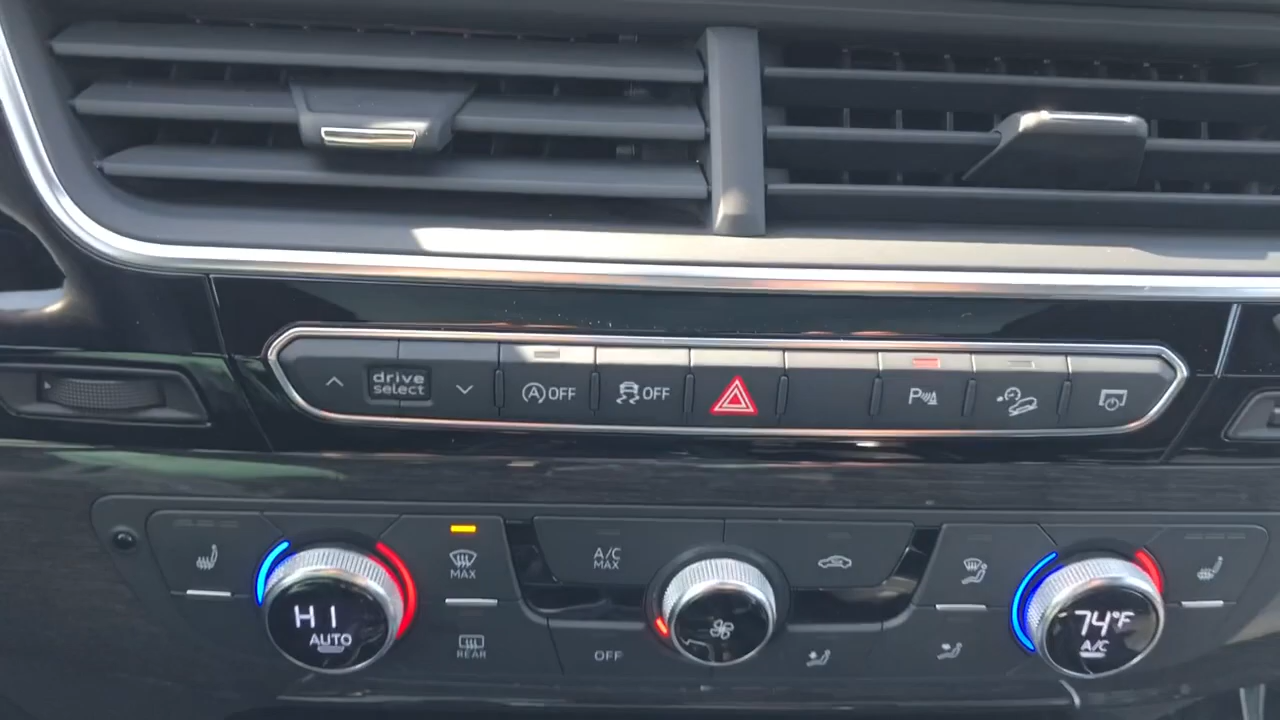 drive
select
A OFF
OFF
P
HI
AUTO
MAX
REAR
A/C
MAX
OFF
74°F
A/C